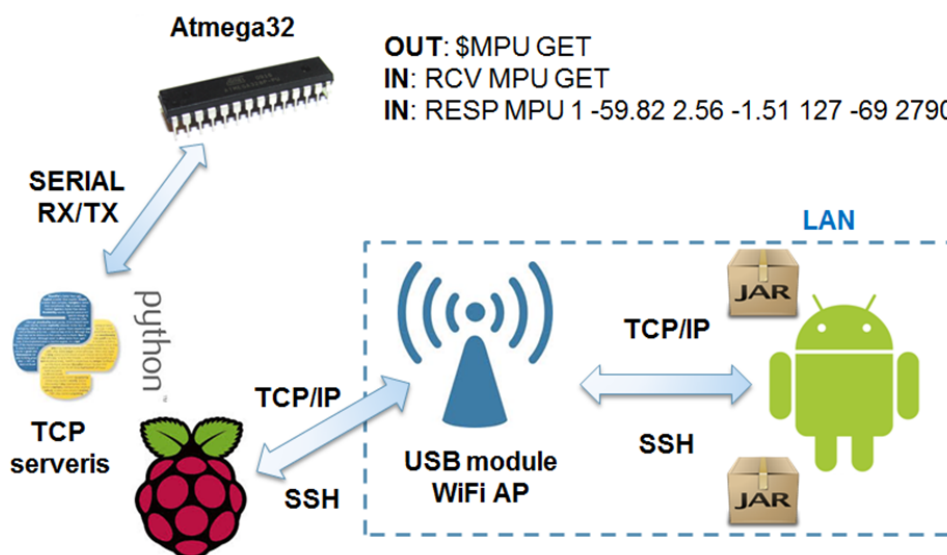 Atmega32
OUT: $MPU GET
IN: RCV MPU GET
IN: RESP MPU 1 -59.82 2.56 -1.51 127 -69 2790
SERIAL
RX/TX
LAN
JAR
python
TCP/IP
TCP/IP
TCP
serveris
SSH
USB module
WiFi AP
SSH
JAR